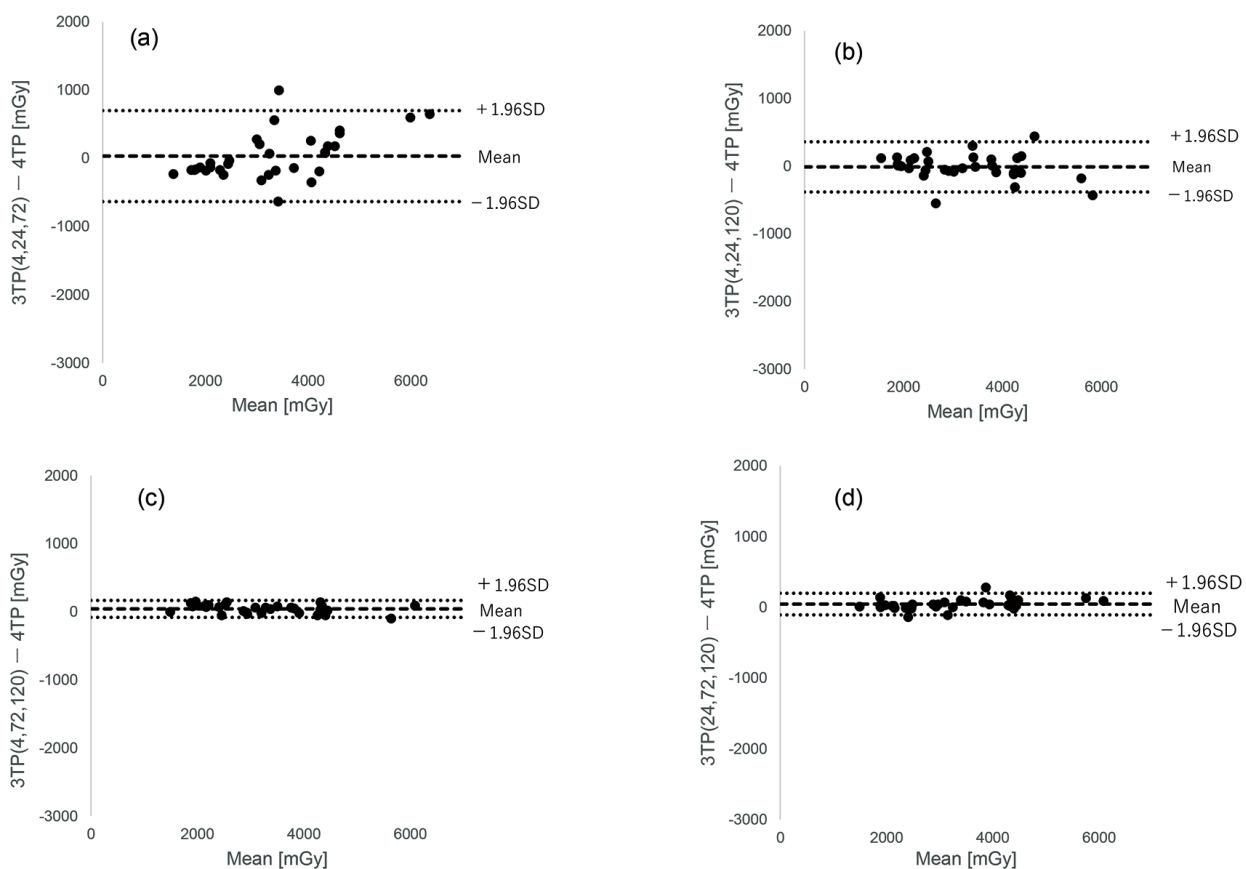 (a)
2000
1000
0
-1000
-2000
-3000
0 2000 4000 6000
Mean [mGy]
3TP(4,24,72) — 4TP [mGy]
+1.96SD
Mean
−1.96SD
(b)
2000
1000
0
-1000
-2000
-3000
0 2000 4000 6000
Mean [mGy]
3TP(4,24,120) — 4TP [mGy]
+1.96SD
Mean
−1.96SD
(c)
2000
1000
0
-1000
-2000
-3000
0 2000 4000 6000
Mean [mGy]
3TP(4,72,120) — 4TP [mGy]
+1.96SD
Mean
−1.96SD
(d)
2000
1000
0
-1000
-2000
-3000
0 2000 4000 6000
Mean [mGy]
3TP(24,72,120) — 4TP [mGy]
+1.96SD
Mean
−1.96SD